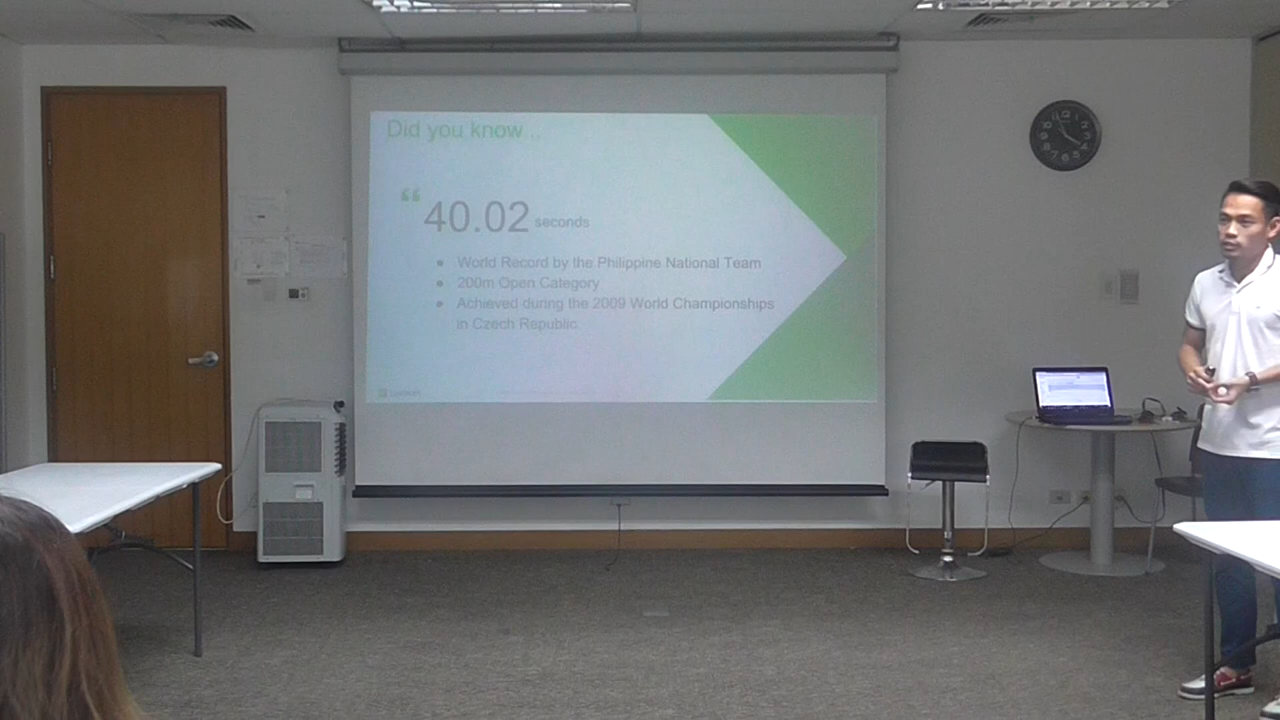 Did you know...
“
40.02 seconds
● World Record by the Philippine National Team
● 200m Open Category
● Achieved during the 2009 World Championships
in Czech Republic